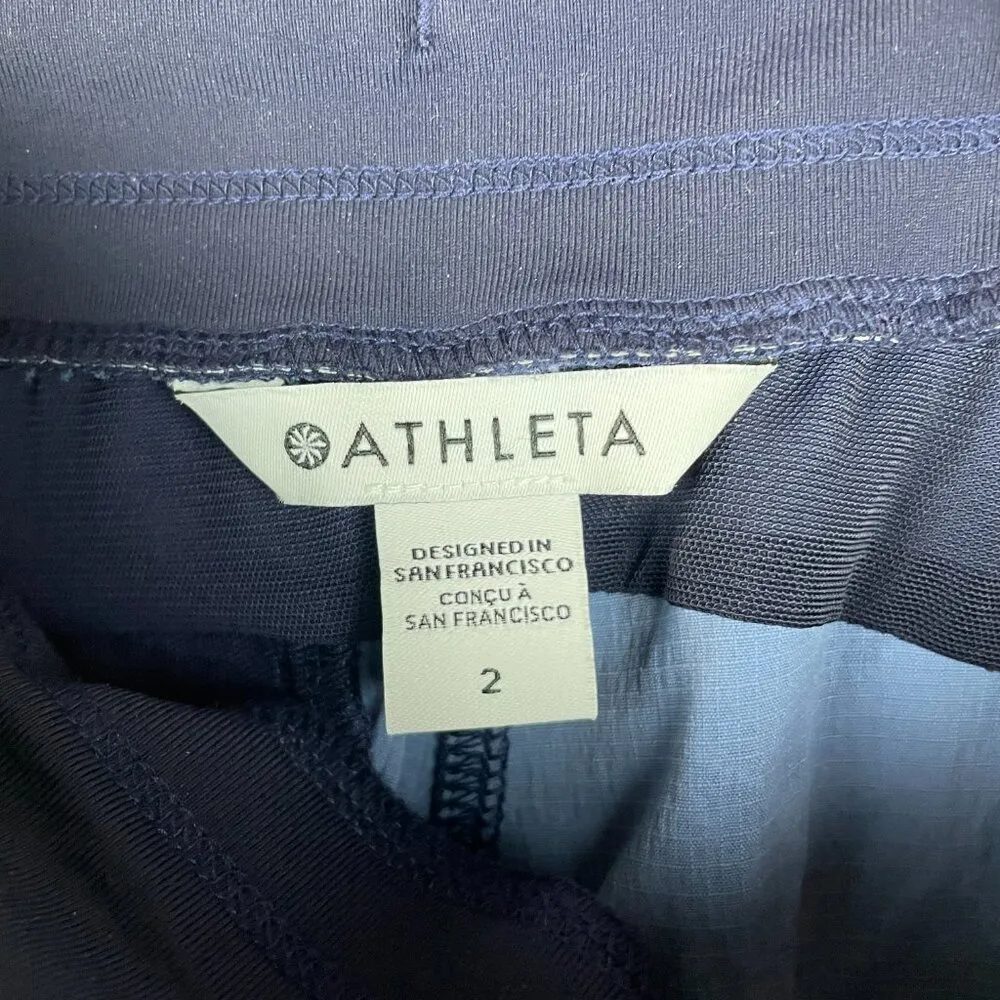 ATHLETA
DESIGNED IN
SAN FRANCISCO
CONÇU À
SAN FRANCISCO
2